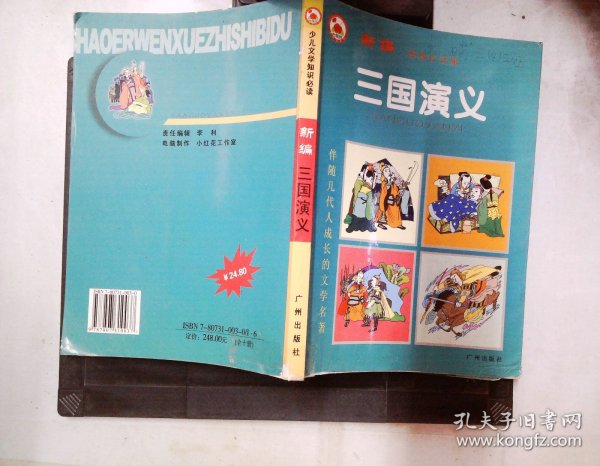 SHAOERWENXUEZHISHIBIDU
责任编辑 李利
电脑制作 小红花工作室
¥24.80
ISBN 7-80731-003-0/I·6
定价: 248.00元 (全十册)
少儿文学知识必读
新编
三国演义
广州出版社
新编
三国演义
伴随几代人成长的文学名著
广州出版社
孔夫子旧书网
www.kongfz.com